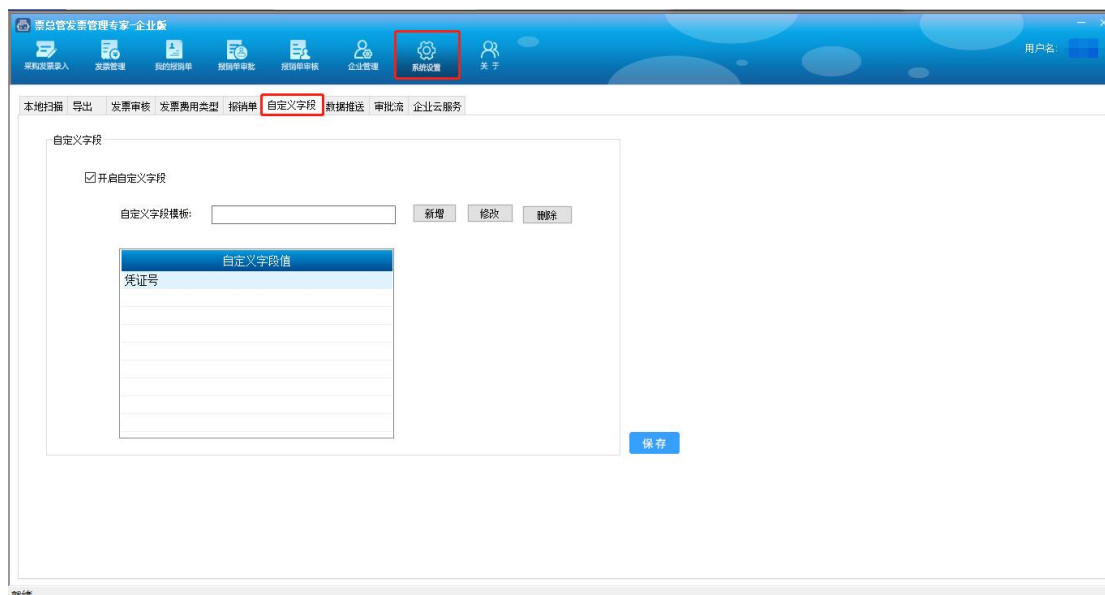 票总管发票管理专家-企业版
采购发票录入 发票管理 我的报销单 报销单审批 报销单审核 企业管理 系统设置 关于 用户名:
本地扫描 导出 发票审核 发票费用类型 报销单 自定义字段 数据推送 审批流 企业云服务
自定义字段
开启自定义字段
自定义字段模板: 新增 修改 删除
自定义字段值
凭证号
保存